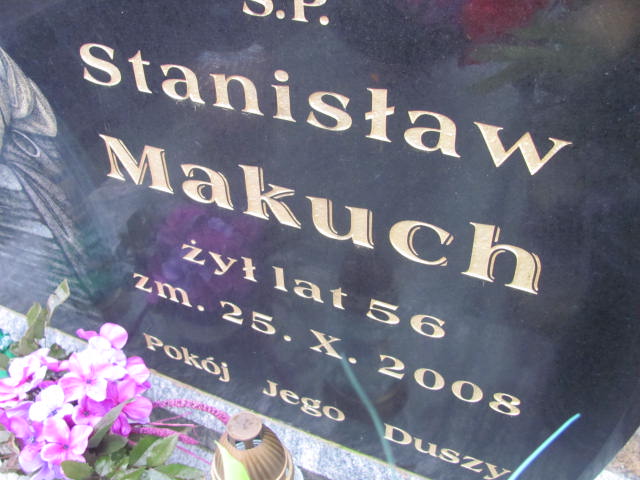 Ś.P.
Stanisław
Makuch
żył lat 56
zm. 25. X. 2008
Pokój Jego Duszy